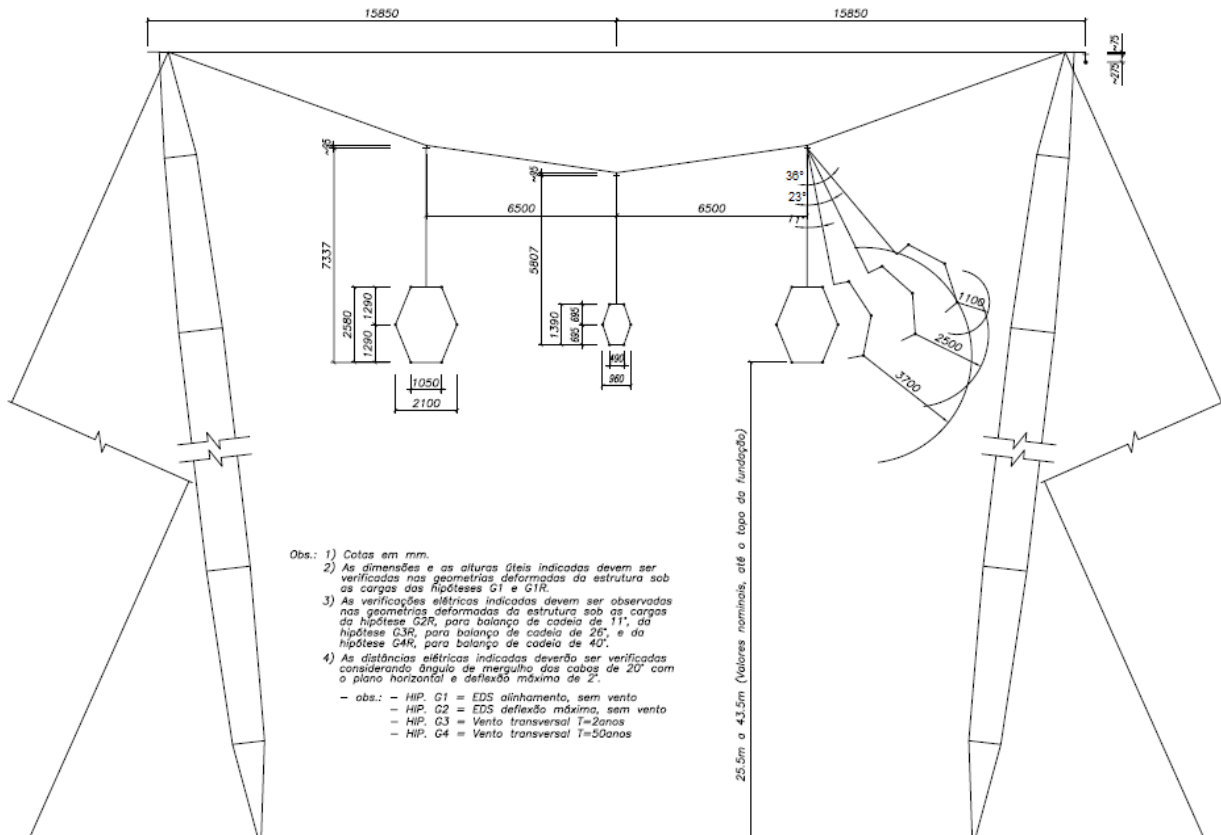 15850
15850
~75
~275
~95
~95
36°
23°
11°
6500
6500
7337
5807
1100
2580
1290
1290
1390
695
695
2500
490
960
3700
1050
2100
25.5m a 43.5m (Valores nominais, até o topo da fundação)
Obs.: 1) Cotas em mm.
2) As dimensões e as alturas úteis indicadas devem ser
verificadas nas geometrias deformadas da estrutura sob
as cargas das hipóteses G1 e G1R.
3) As verificações elétricas indicadas devem ser observadas
nas geometrias deformadas da estrutura sob as cargas
da hipótese G2R, para balanço de cadeia de 11°, da
hipótese G3R, para balanço de cadeia de 26°, e da
hipótese G4R, para balanço de cadeia de 40°.
4) As distâncias elétricas indicadas deverão ser verificadas
considerando ângulo de mergulho dos cabos de 20° com
o plano horizontal e deflexão máxima de 2°.
- obs.: - HIP. G1 = EDS alinhamento, sem vento
- HIP. G2 = EDS deflexão máxima, sem vento
- HIP. G3 = Vento transversal T=2anos
- HIP. G4 = Vento transversal T=50anos